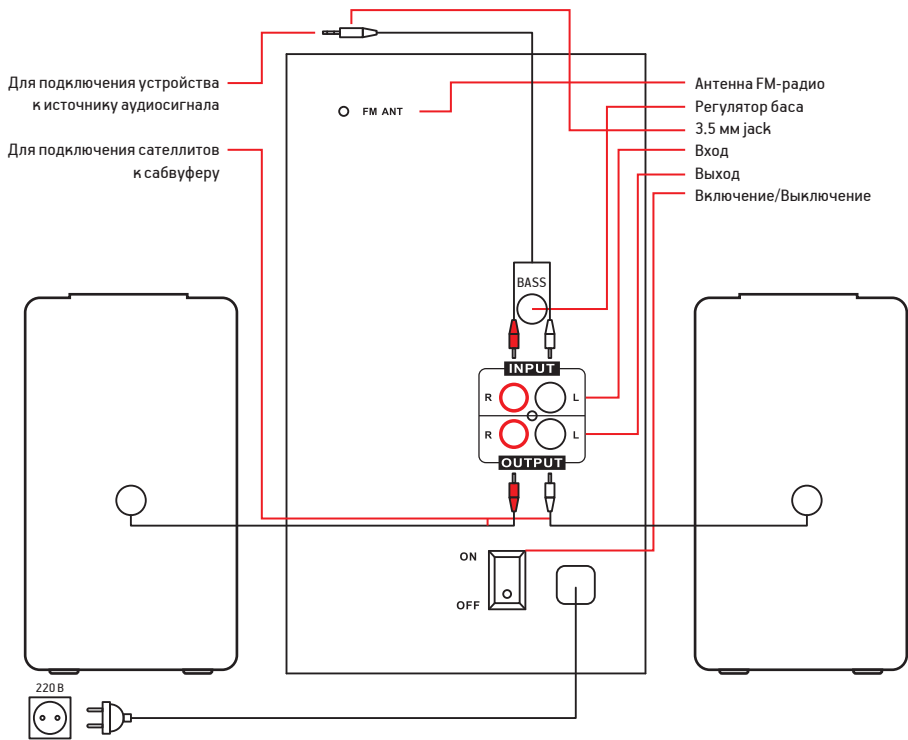 Для подключения устройства
к источнику аудиосигнала
Для подключения сателлитов
к сабвуферу
FM ANT
Антенна FM-радио
Регулятор баса
3.5 мм jack
Вход
Выход
Включение/Выключение
BASS
INPUT
R L
R L
OUTPUT
ON
OFF
220 В